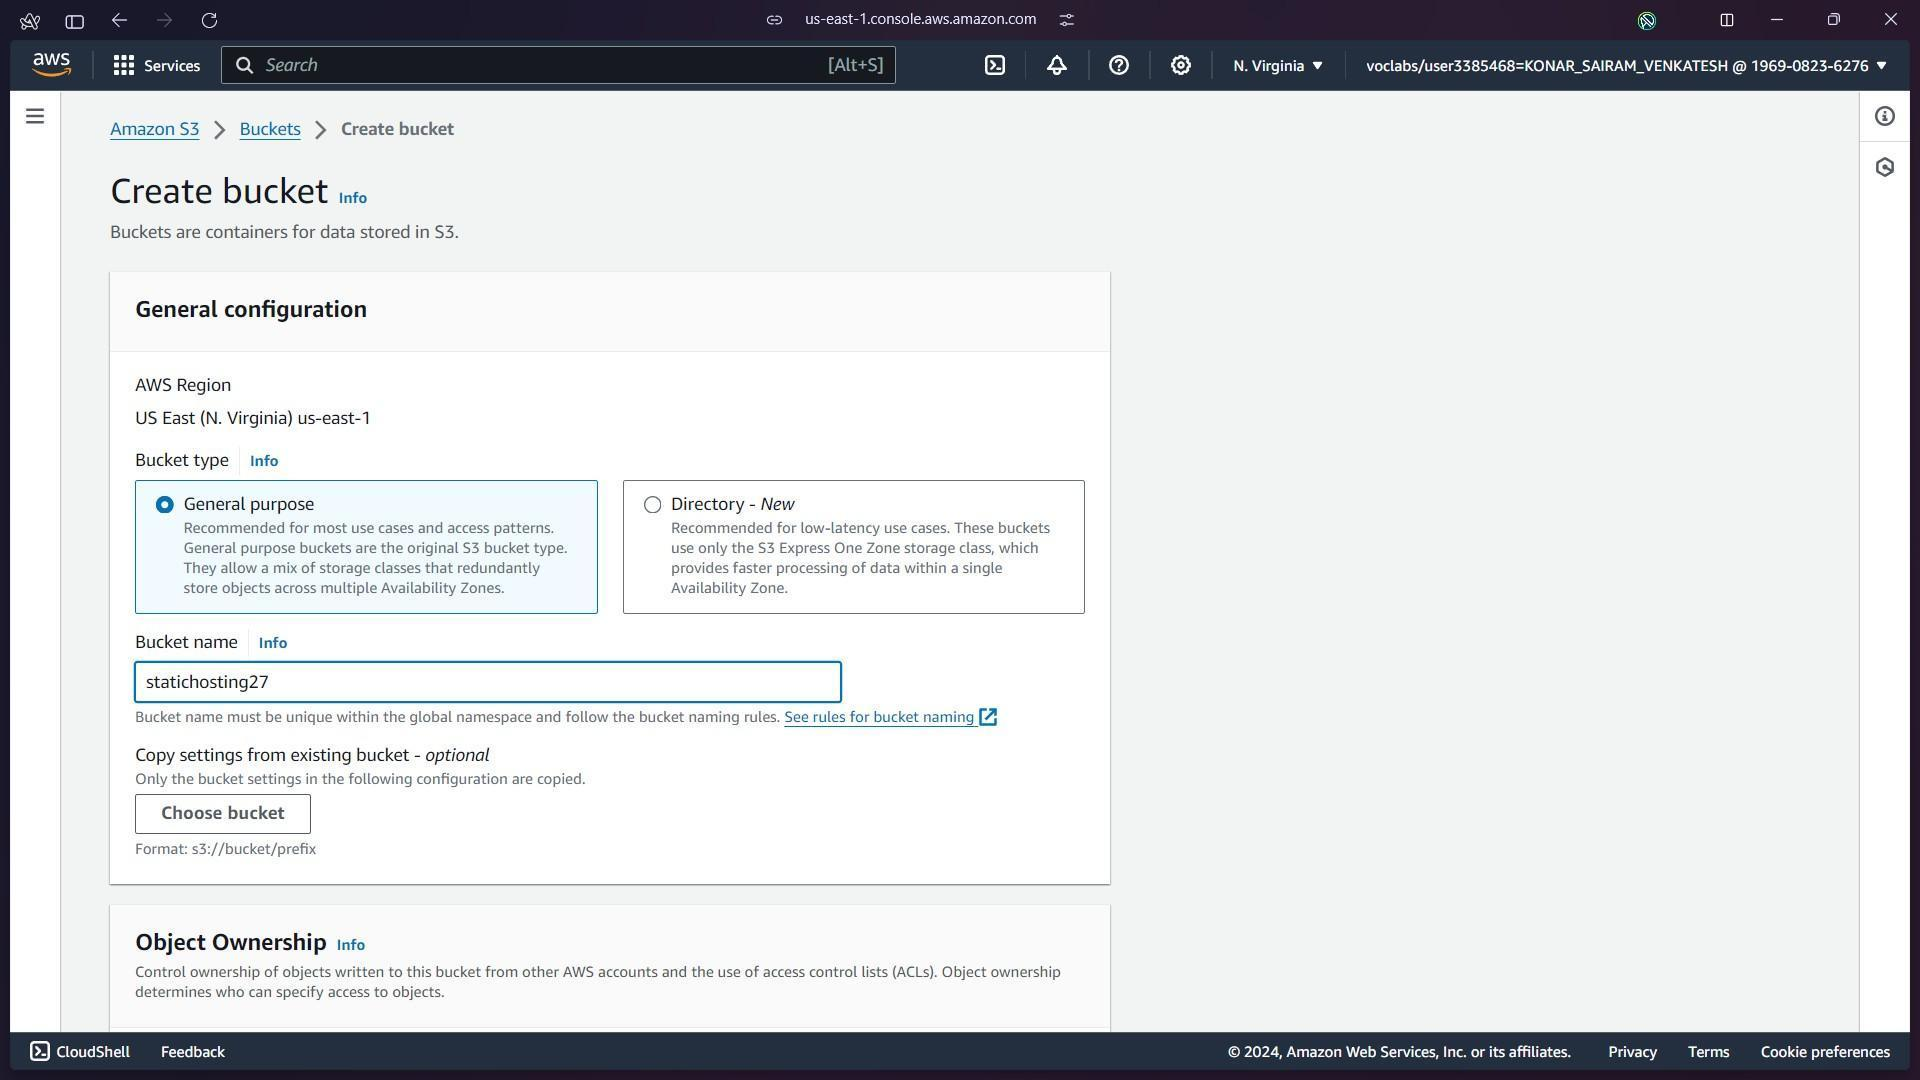 us-east-1.console.aws.amazon.com
aws
Services
Search
[Alt+S]
N. Virginia
voclabs/user3385468=KONAR_SAIRAM_VENKATESH @ 1969-0823-6276
Amazon S3 > Buckets > Create bucket
Create bucket Info
Buckets are containers for data stored in S3.
General configuration
AWS Region
US East (N. Virginia) us-east-1
Bucket type Info
General purpose
Recommended for most use cases and access patterns.
General purpose buckets are the original S3 bucket type.
They allow a mix of storage classes that redundantly
store objects across multiple Availability Zones.
Directory - New
Recommended for low-latency use cases. These buckets
use only the S3 Express One Zone storage class, which
provides faster processing of data within a single
Availability Zone.
Bucket name Info
statichosting27
Bucket name must be unique within the global namespace and follow the bucket naming rules. See rules for bucket naming
Copy settings from existing bucket - optional
Only the bucket settings in the following configuration are copied.
Choose bucket
Format: s3://bucket/prefix
Object Ownership Info
Control ownership of objects written to this bucket from other AWS accounts and the use of access control lists (ACLs). Object ownership
determines who can specify access to objects.
CloudShell
Feedback
© 2024, Amazon Web Services, Inc. or its affiliates.
Privacy
Terms
Cookie preferences